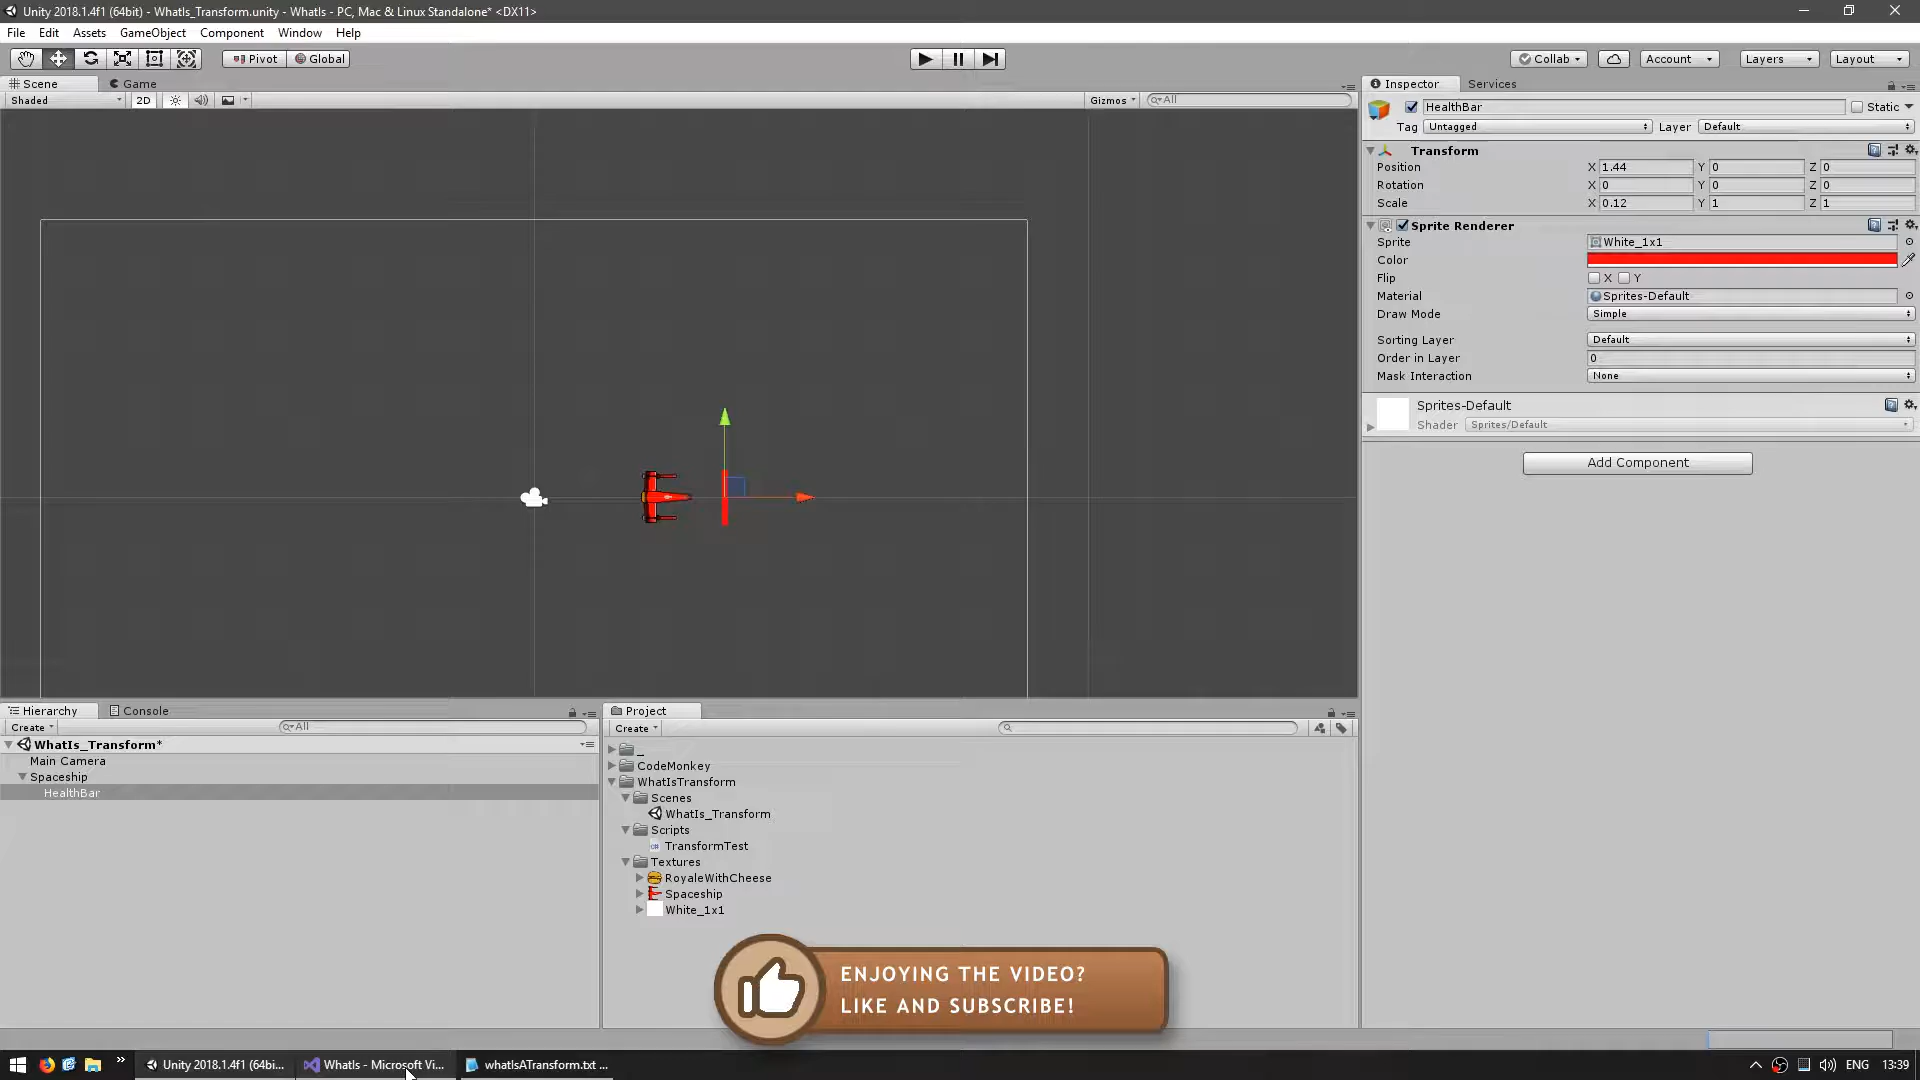 Unity 2018.1.4f1 (64bit) - WhatIs_Transform.unity - WhatIs - PC, Mac & Linux Standalone* <DX11>
File Edit Assets GameObject Component Window Help
Pivot Global Collab Account Layers Layout
Scene Game
Shaded 2D Gizmos All
Inspector Services
HealthBar Static
Tag Untagged Layer Default
Transform
Position X 1.44 Y 0 Z 0
Rotation X 0 Y 0 Z 0
Scale X 0.12 Y 1 Z 1
Sprite Renderer
Sprite White_1x1
Color
Flip X Y
Material Sprites-Default
Draw Mode Simple
Sorting Layer Default
Order in Layer 0
Mask Interaction None
Sprites-Default
Shader Sprites/Default
Add Component
Hierarchy Console
Create All
WhatIs_Transform*
Main Camera
Spaceship
HealthBar
Project
Create
_
CodeMonkey
WhatIsTransform
Scenes
WhatIs_Transform
Scripts
TransformTest
Textures
RoyaleWithCheese
Spaceship
White_1x1
ENJOYING THE VIDEO?
LIKE AND SUBSCRIBE!
Unity 2018.1.4f1 (64bi... WhatIs - Microsoft Vi... whatIsATransform.txt ... ENG 13:39